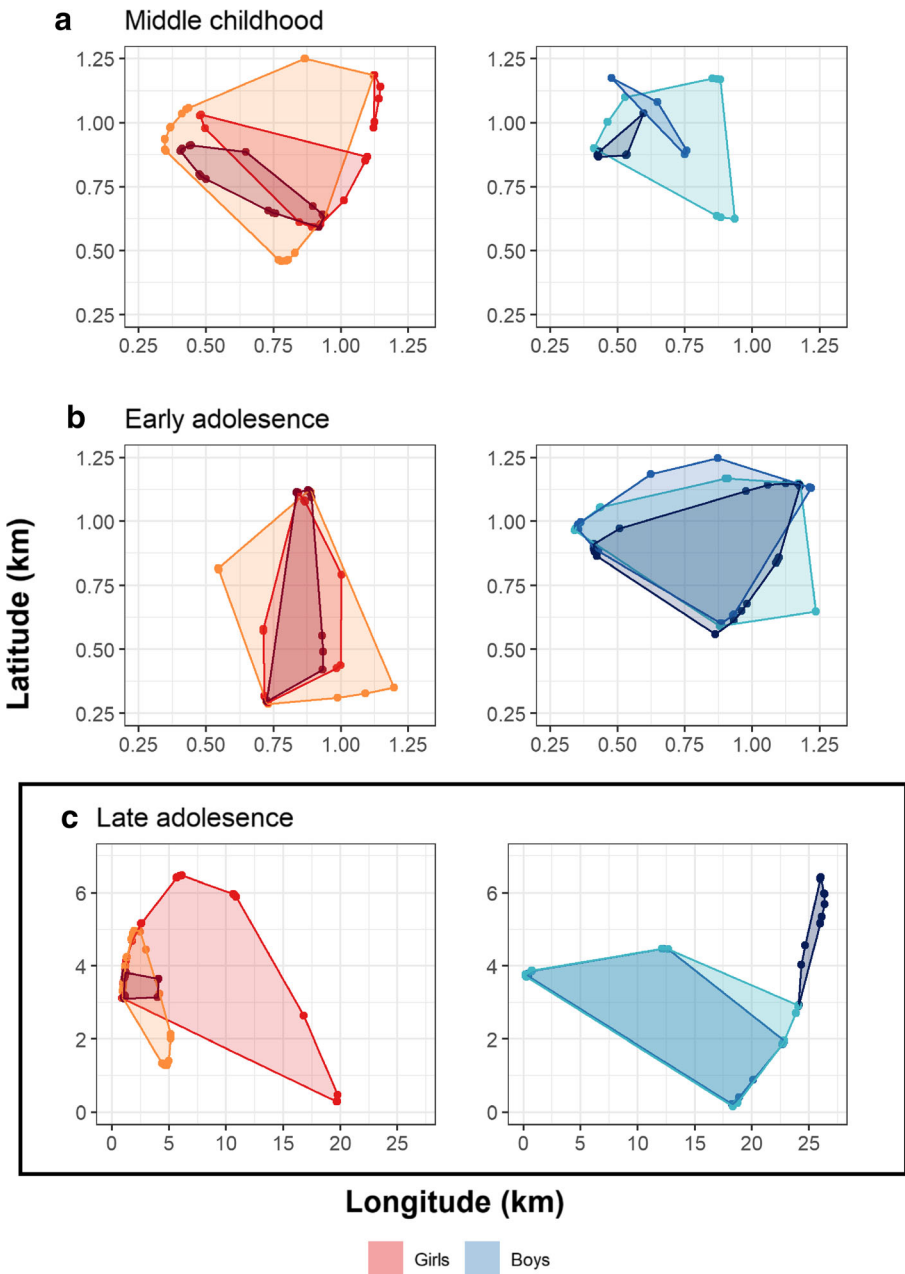 a Middle childhood
1.25 1.25
1.00 1.00
0.75 0.75
0.50 0.50
0.25 0.25
0.25 0.50 0.75 1.00 1.25 0.25 0.50 0.75 1.00 1.25
b Early adolesence
1.25 1.25
1.00 1.00
0.75 0.75
0.50 0.50
0.25 0.25
0.25 0.50 0.75 1.00 1.25 0.25 0.50 0.75 1.00 1.25
Latitude (km)
c Late adolesence
6 6
4 4
2 2
0 0
0 5 10 15 20 25 0 5 10 15 20 25
Longitude (km)
Girls Boys